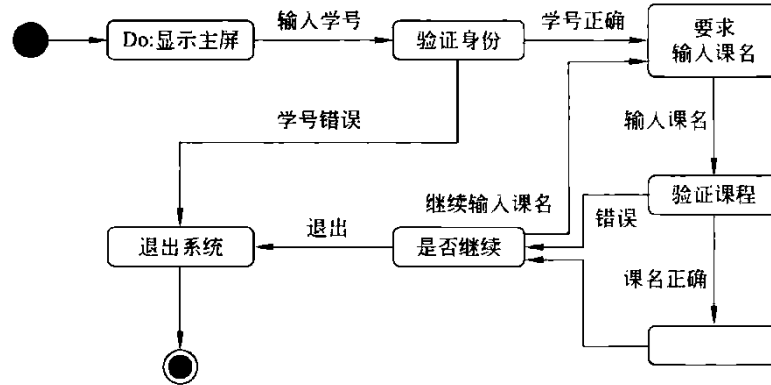 Do:显示主屏
输入学号
验证身份
学号正确
要求
输入课名
学号错误
输入课名
继续输入课名
验证课程
错误
退出系统
退出
是否继续
课名正确